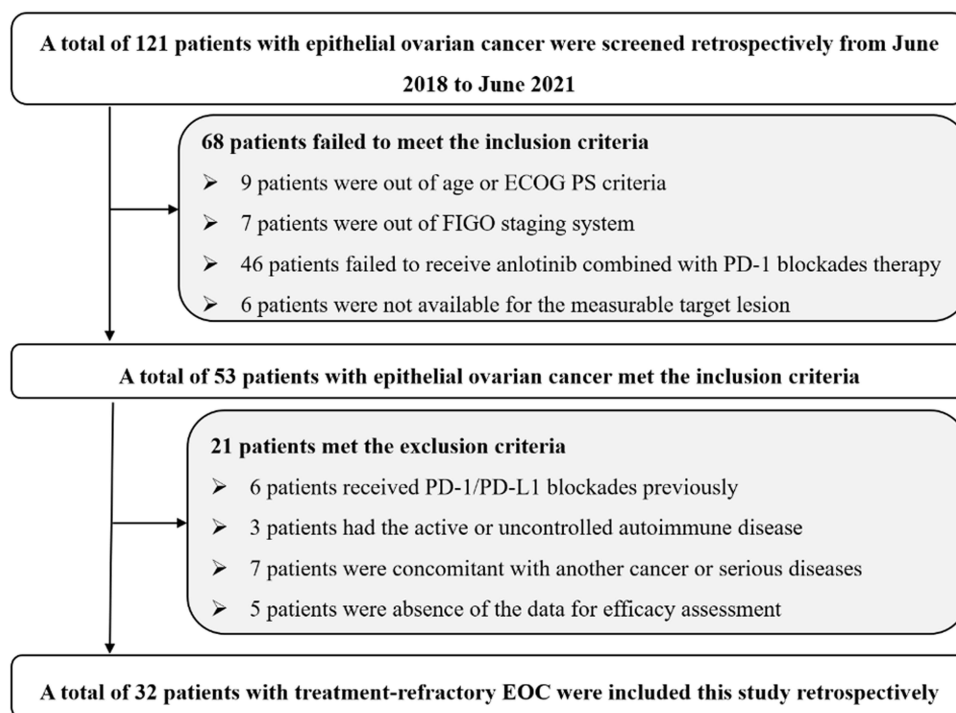 A total of 121 patients with epithelial ovarian cancer were screened retrospectively from June
2018 to June 2021
68 patients failed to meet the inclusion criteria
➢ 9 patients were out of age or ECOG PS criteria
➢ 7 patients were out of FIGO staging system
➢ 46 patients failed to receive anlotinib combined with PD-1 blockades therapy
➢ 6 patients were not available for the measurable target lesion
A total of 53 patients with epithelial ovarian cancer met the inclusion criteria
21 patients met the exclusion criteria
➢ 6 patients received PD-1/PD-L1 blockades previously
➢ 3 patients had the active or uncontrolled autoimmune disease
➢ 7 patients were concomitant with another cancer or serious diseases
➢ 5 patients were absence of the data for efficacy assessment
A total of 32 patients with treatment-refractory EOC were included this study retrospectively